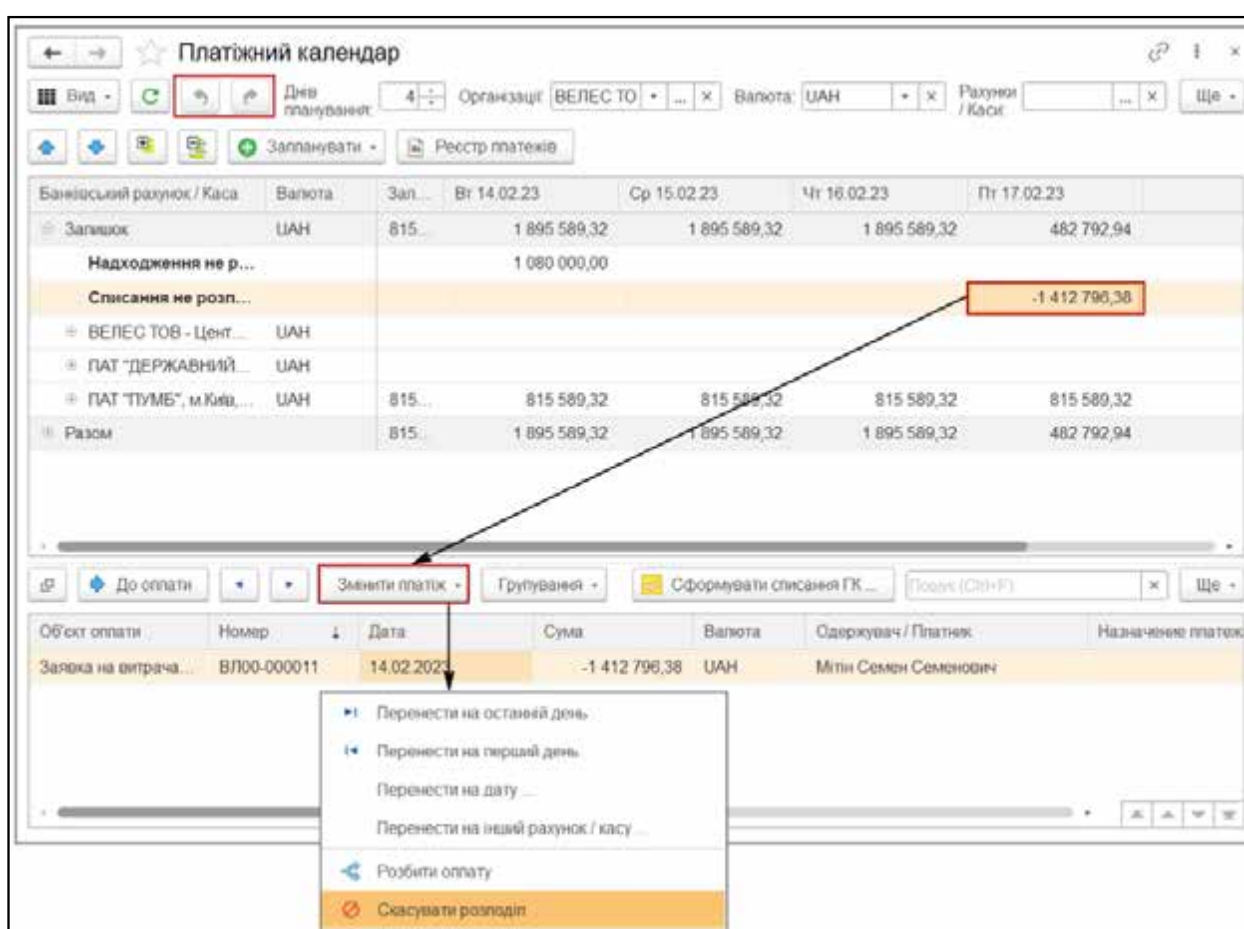 Платіжний календар
Вид Днів планування: 4 Організації: ВЕЛЕС ТО ... × Валюта: UAH × Рахунки / Каси: ... × Ще
Запланувати Реєстр платежів
Банківський рахунок / Каса Валюта Зал... Вт 14.02.23 Ср 15.02.23 Чт 16.02.23 Пт 17.02.23
Залишок UAH 815... 1 895 589,32 1 895 589,32 1 895 589,32 482 792,94
Надходження не р... 1 080 000,00
Списання не розп... -1 412 796,38
ВЕЛЕС ТОВ - Цент... UAH
ПАТ "ДЕРЖАВНИЙ... UAH
ПАТ "ПУМБ", м.Київ,... UAH 815... 815 589,32 815 589,32 815 589,32 815 589,32
Разом 815... 1 895 589,32 1 895 589,32 1 895 589,32 482 792,94
До оплати Змінити платіж Групування Сформувати списання ГК ... Пошук (Ctrl+F) × Ще
Об'єкт оплати Номер ↓ Дата Сума Валюта Одержувач / Платник Назначение платеж
Заявка на витрача... ВЛ00-000011 14.02.2023 -1 412 796,38 UAH Мітін Семен Семенович
Перенести на останній день
Перенести на перший день
Перенести на дату ...
Перенести на інший рахунок / касу ...
Розбити оплату
Скасувати розподіл